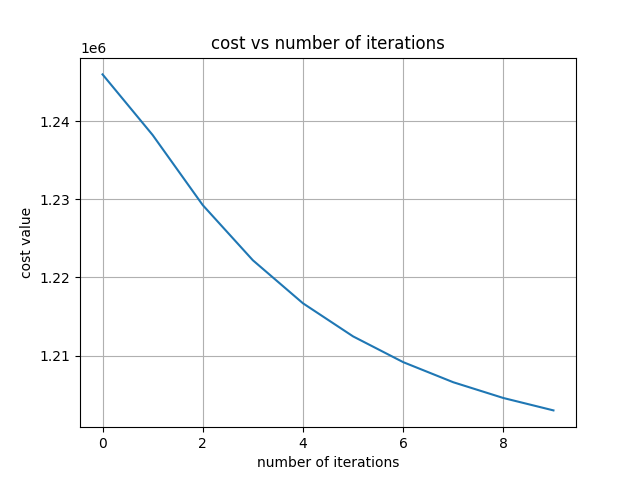 cost vs number of iterations
1e6
1.24
1.23
1.22
1.21
cost value
0 2 4 6 8
number of iterations